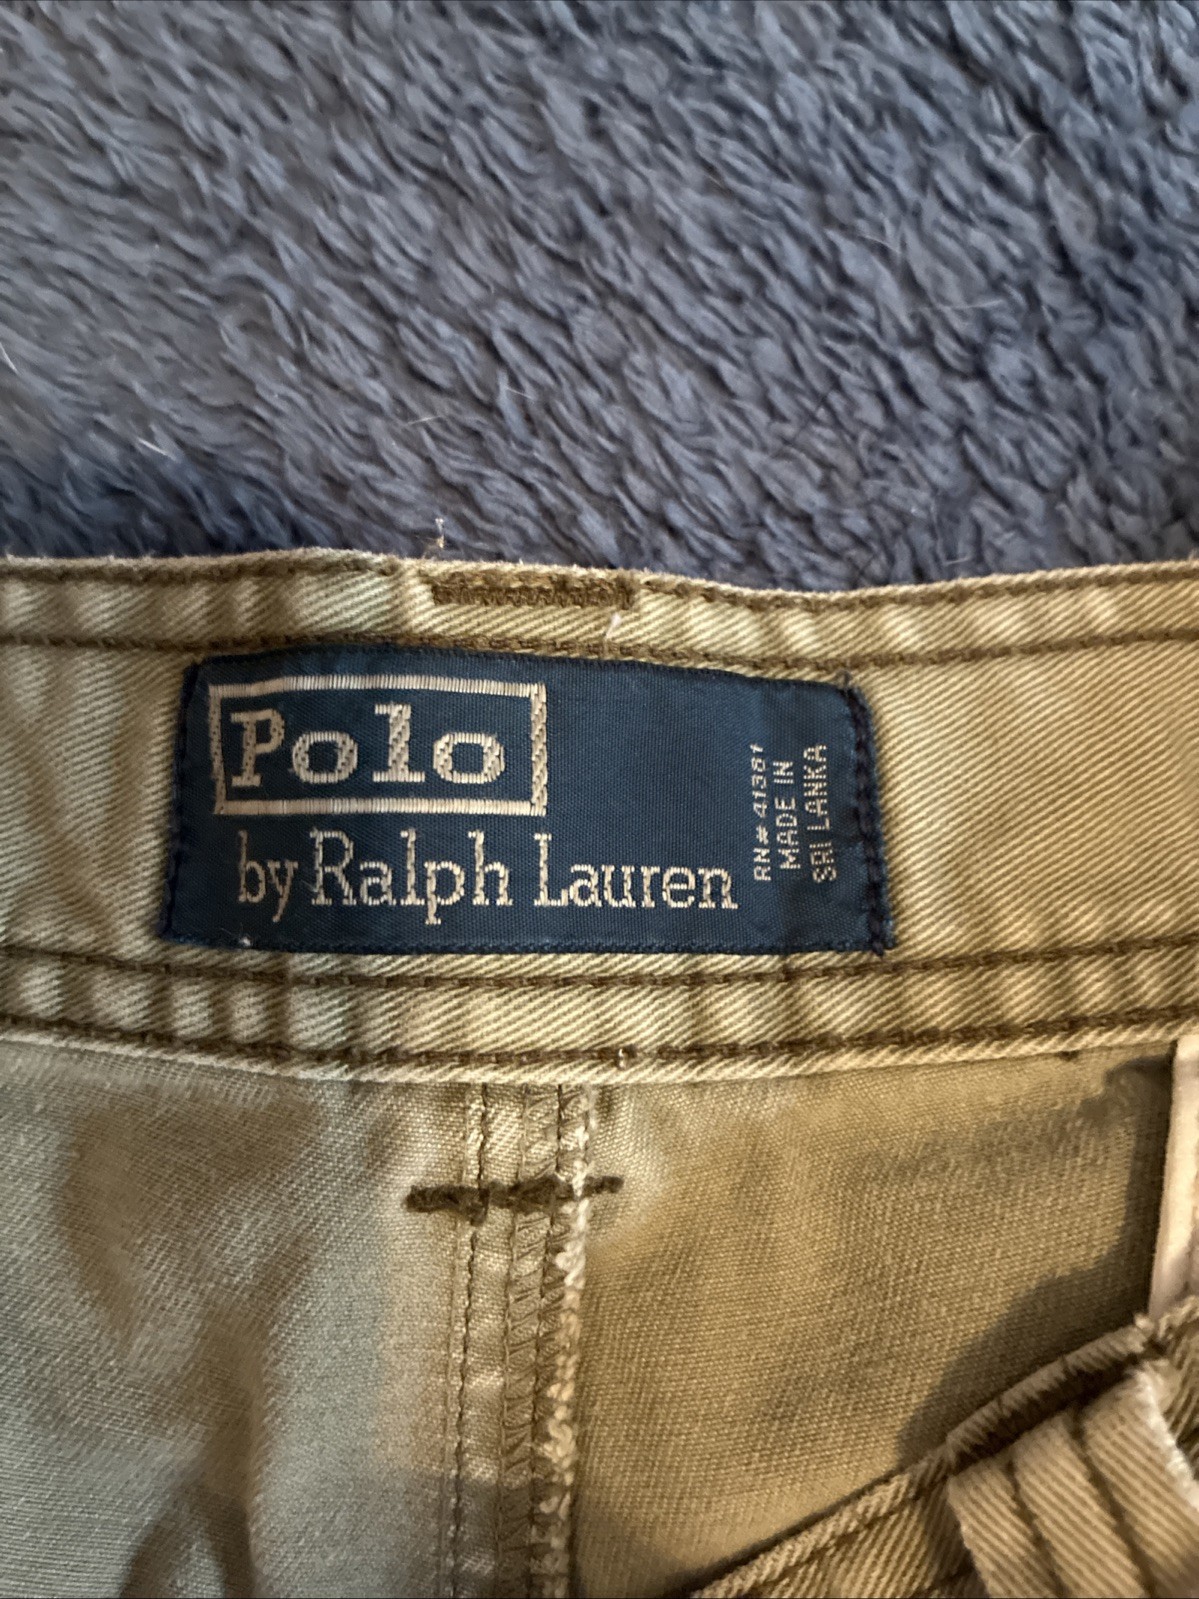 Polo
by Ralph Lauren
RN# 41381
MADE IN
SRI LANKA